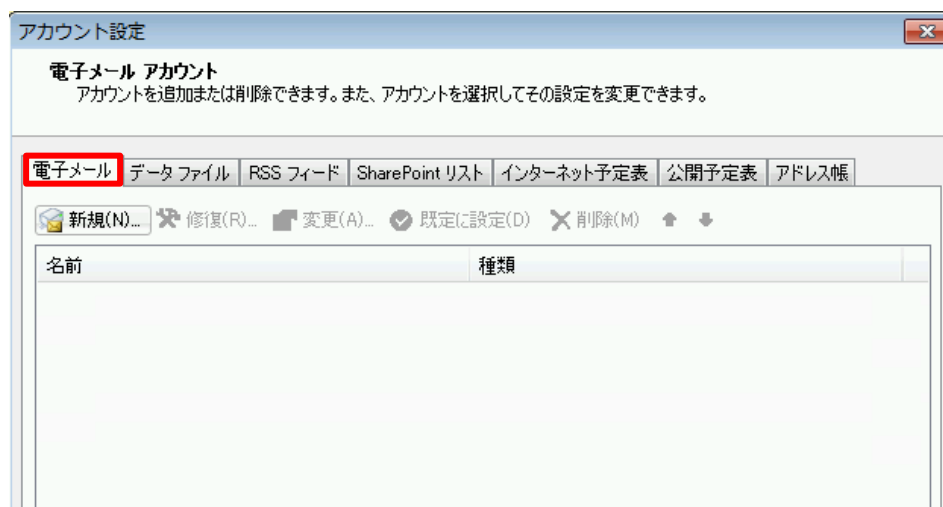 アカウント設定
電子メール アカウント
アカウントを追加または削除できます。また、アカウントを選択してその設定を変更できます。
電子メール データ ファイル RSS フィード SharePoint リスト インターネット予定表 公開予定表 アドレス帳
新規(N)... 修復(R)... 変更(A)... 既定に設定(D) 削除(M)
名前 種類